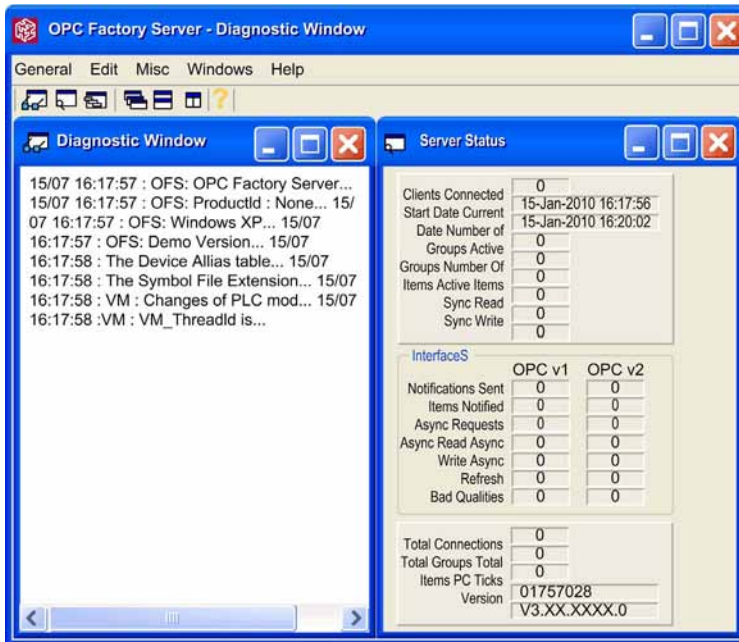 OPC Factory Server - Diagnostic Window
General Edit Misc Windows Help
Diagnostic Window
15/07 16:17:57 : OFS: OPC Factory Server...
15/07 16:17:57 : OFS: ProductId : None... 15/
07 16:17:57 : OFS: Windows XP... 15/07
16:17:57 : OFS: Demo Version... 15/07
16:17:58 : The Device Allias table... 15/07
16:17:58 : The Symbol File Extension... 15/07
16:17:58 : VM : Changes of PLC mod... 15/07
16:17:58 :VM : VM_ThreadId is...
Server Status
Clients Connected 0
Start Date Current 15-Jan-2010 16:17:56
Date Number of 15-Jan-2010 16:20:02
Groups Active 0
Groups Number Of 0
Items Active Items 0
Sync Read 0
Sync Write 0
0
InterfaceS
OPC v1 OPC v2
Notifications Sent 0 0
Items Notified 0 0
Async Requests 0 0
Async Read Async 0 0
Write Async 0 0
Refresh 0 0
Bad Qualities 0 0
Total Connections 0
Total Groups Total 0
Items PC Ticks 0
Version 01757028
V3.XX.XXXX.0